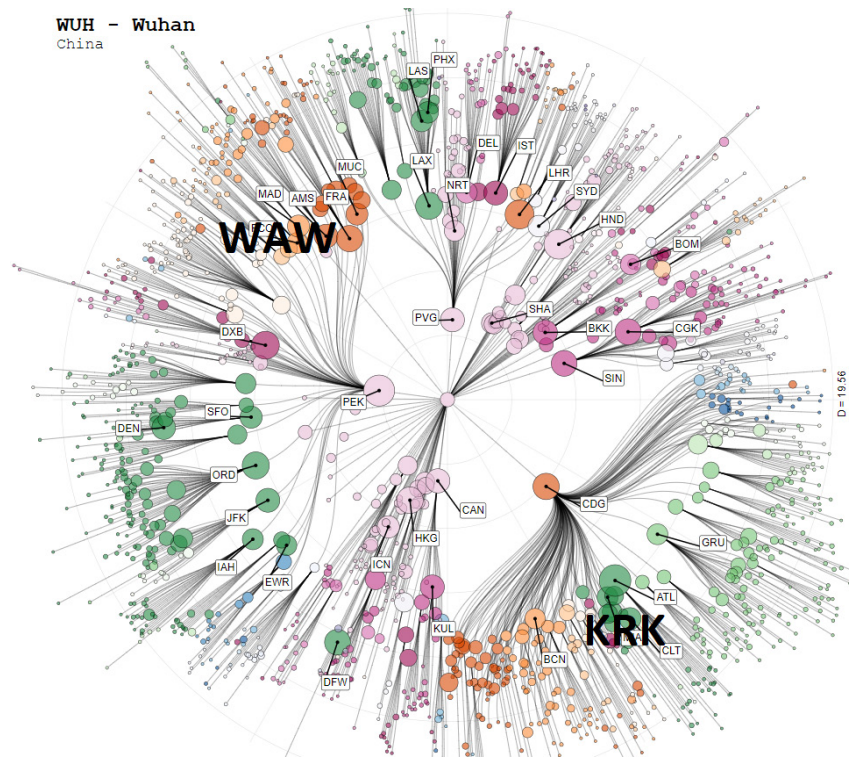 WUH - Wuhan
China
PHX
LAS
DEL
IST
MUC
LAX
LHR
NRT
SYD
MAD
AMS
FRA
HND
WAW
BOM
SHA
PVG
BKK
CGK
DXB
SIN
PEK
D = 19.56
SFO
DEN
ORD
CDG
CAN
JFK
HKG
GRU
IAH
ICN
EWR
ATL
KUL
KRK
CLT
BCN
DFW